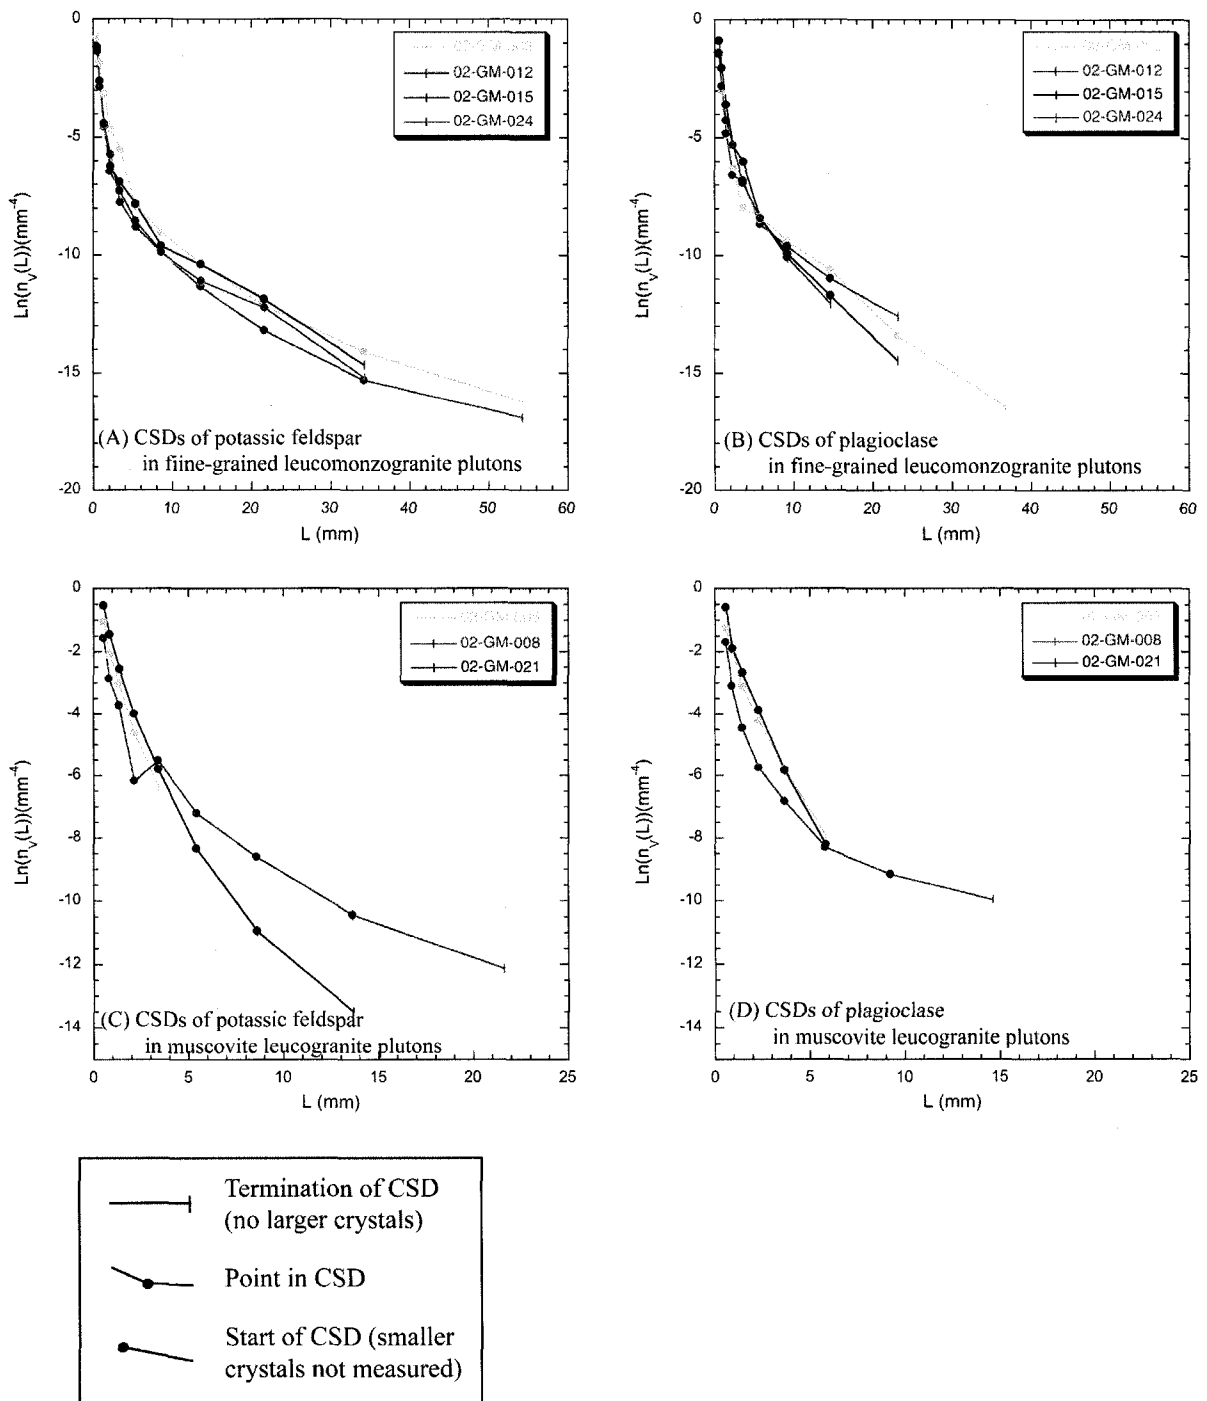 0
-5
-10
-15
-20
Ln(n_v(L))(mm^-4)
02-GM-012
02-GM-015
02-GM-024
(A) CSDs of potassic feldspar
in fiine-grained leucomonzogranite plutons
0 10 20 30 40 50 60
L (mm)
0
-5
-10
-15
-20
Ln(n_v(L))(mm^-4)
02-GM-012
02-GM-015
02-GM-024
(B) CSDs of plagioclase
in fine-grained leucomonzogranite plutons
0 10 20 30 40 50 60
L (mm)
0
-2
-4
-6
-8
-10
-12
-14
Ln(n_v(L))(mm^-4)
02-GM-008
02-GM-021
(C) CSDs of potassic feldspar
in muscovite leucogranite plutons
0 5 10 15 20 25
L (mm)
0
-2
-4
-6
-8
-10
-12
-14
Ln(n_v(L))(mm^-4)
02-GM-008
02-GM-021
(D) CSDs of plagioclase
in muscovite leucogranite plutons
0 5 10 15 20 25
L (mm)
Termination of CSD
(no larger crystals)
Point in CSD
Start of CSD (smaller
crystals not measured)